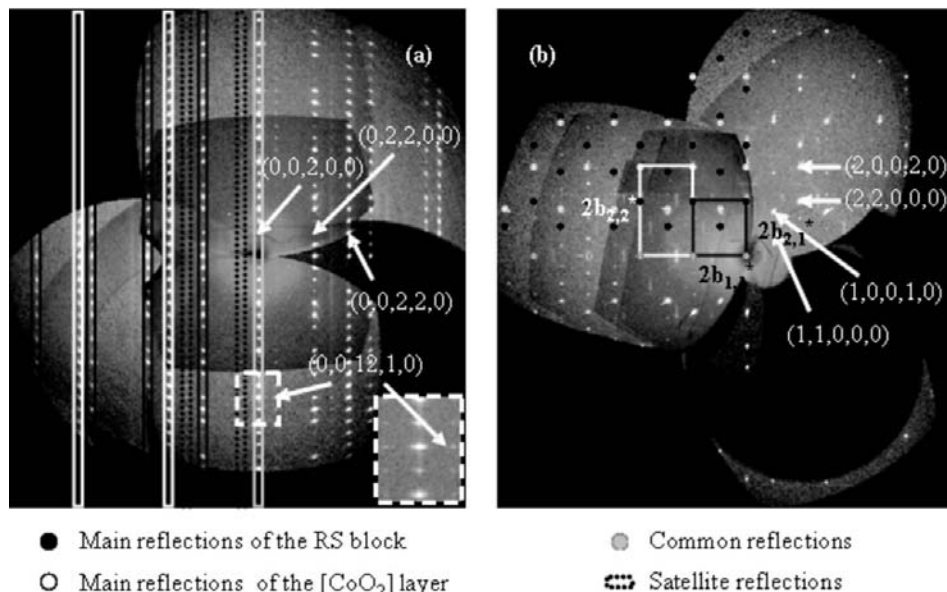 (a)
(0,2,2,0,0)
(0,0,2,0,0)
(0,0,2,2,0)
(0,0,12,1,0)
(b)
(2,0,0,2,0)
(2,2,0,0,0)
2b2,2
2b2,1
2b1,
(1,0,0,1,0)
(1,1,0,0,0)
Main reflections of the RS block
Common reflections
Main reflections of the [CoO2] layer
Satellite reflections